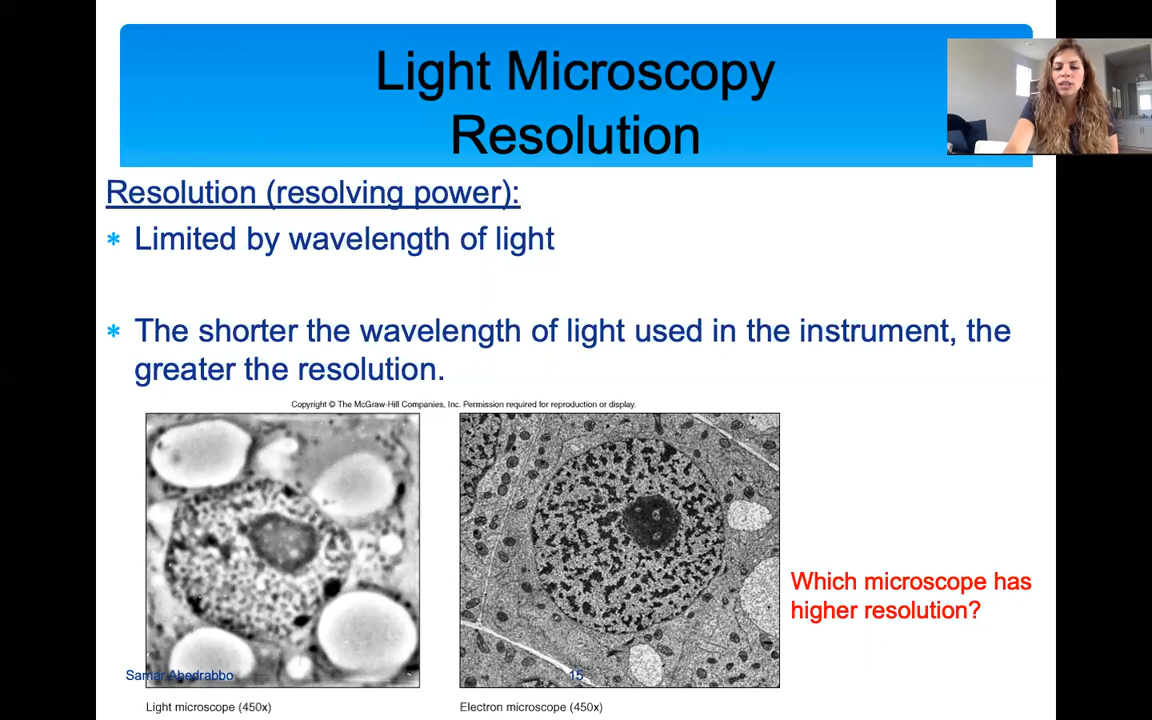 Light Microscopy
Resolution
Resolution (resolving power):
* Limited by wavelength of light
* The shorter the wavelength of light used in the instrument, the
greater the resolution.
Copyright © The McGraw-Hill Companies, Inc. Permission required for reproduction or display.
Which microscope has
higher resolution?
Samar Abedrabbo
15
Light microscope (450x)
Electron microscope (450x)